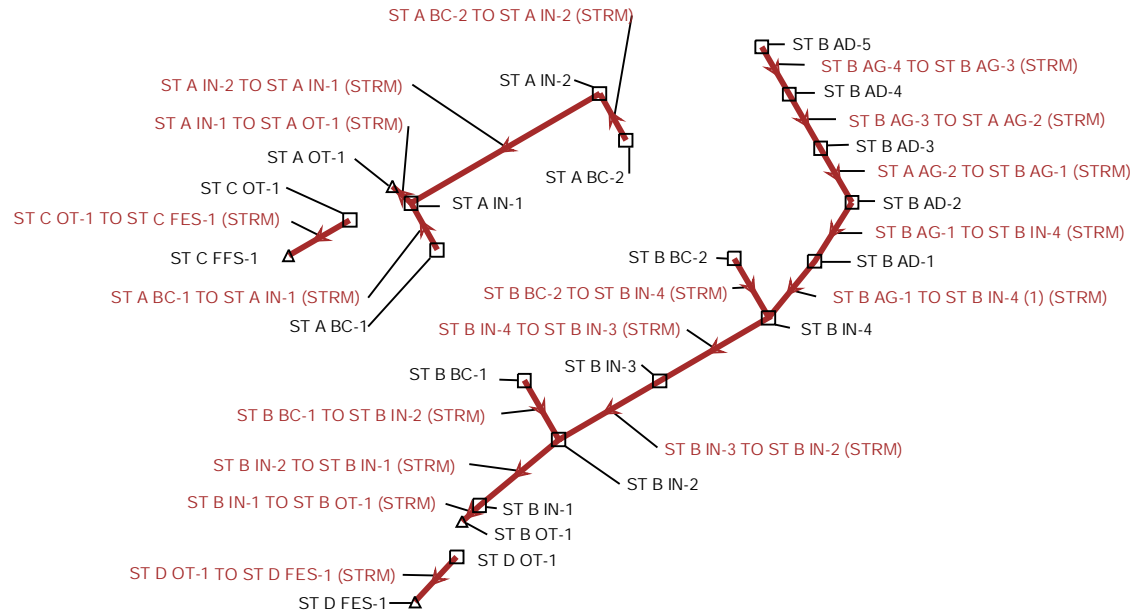 ST A BC-2 TO ST A IN-2 (STRM)
ST B AD-5
ST B AG-4 TO ST B AG-3 (STRM)
ST A IN-2
ST A IN-2 TO ST A IN-1 (STRM)
ST B AD-4
ST B AG-3 TO ST A AG-2 (STRM)
ST A IN-1 TO ST A OT-1 (STRM)
ST B AD-3
ST A OT-1
ST A AG-2 TO ST B AG-1 (STRM)
ST A BC-2
ST C OT-1
ST A IN-1
ST B AD-2
ST C OT-1 TO ST C FES-1 (STRM)
ST B AG-1 TO ST B IN-4 (STRM)
ST C FFS-1
ST B BC-2
ST B AD-1
ST A BC-1 TO ST A IN-1 (STRM)
ST B BC-2 TO ST B IN-4 (STRM)
ST B AG-1 TO ST B IN-4 (1) (STRM)
ST A BC-1
ST B IN-4 TO ST B IN-3 (STRM)
ST B IN-4
ST B IN-3
ST B BC-1
ST B BC-1 TO ST B IN-2 (STRM)
ST B IN-3 TO ST B IN-2 (STRM)
ST B IN-2 TO ST B IN-1 (STRM)
ST B IN-2
ST B IN-1 TO ST B OT-1 (STRM)
ST B IN-1
ST B OT-1
ST D OT-1
ST D OT-1 TO ST D FES-1 (STRM)
ST D FES-1